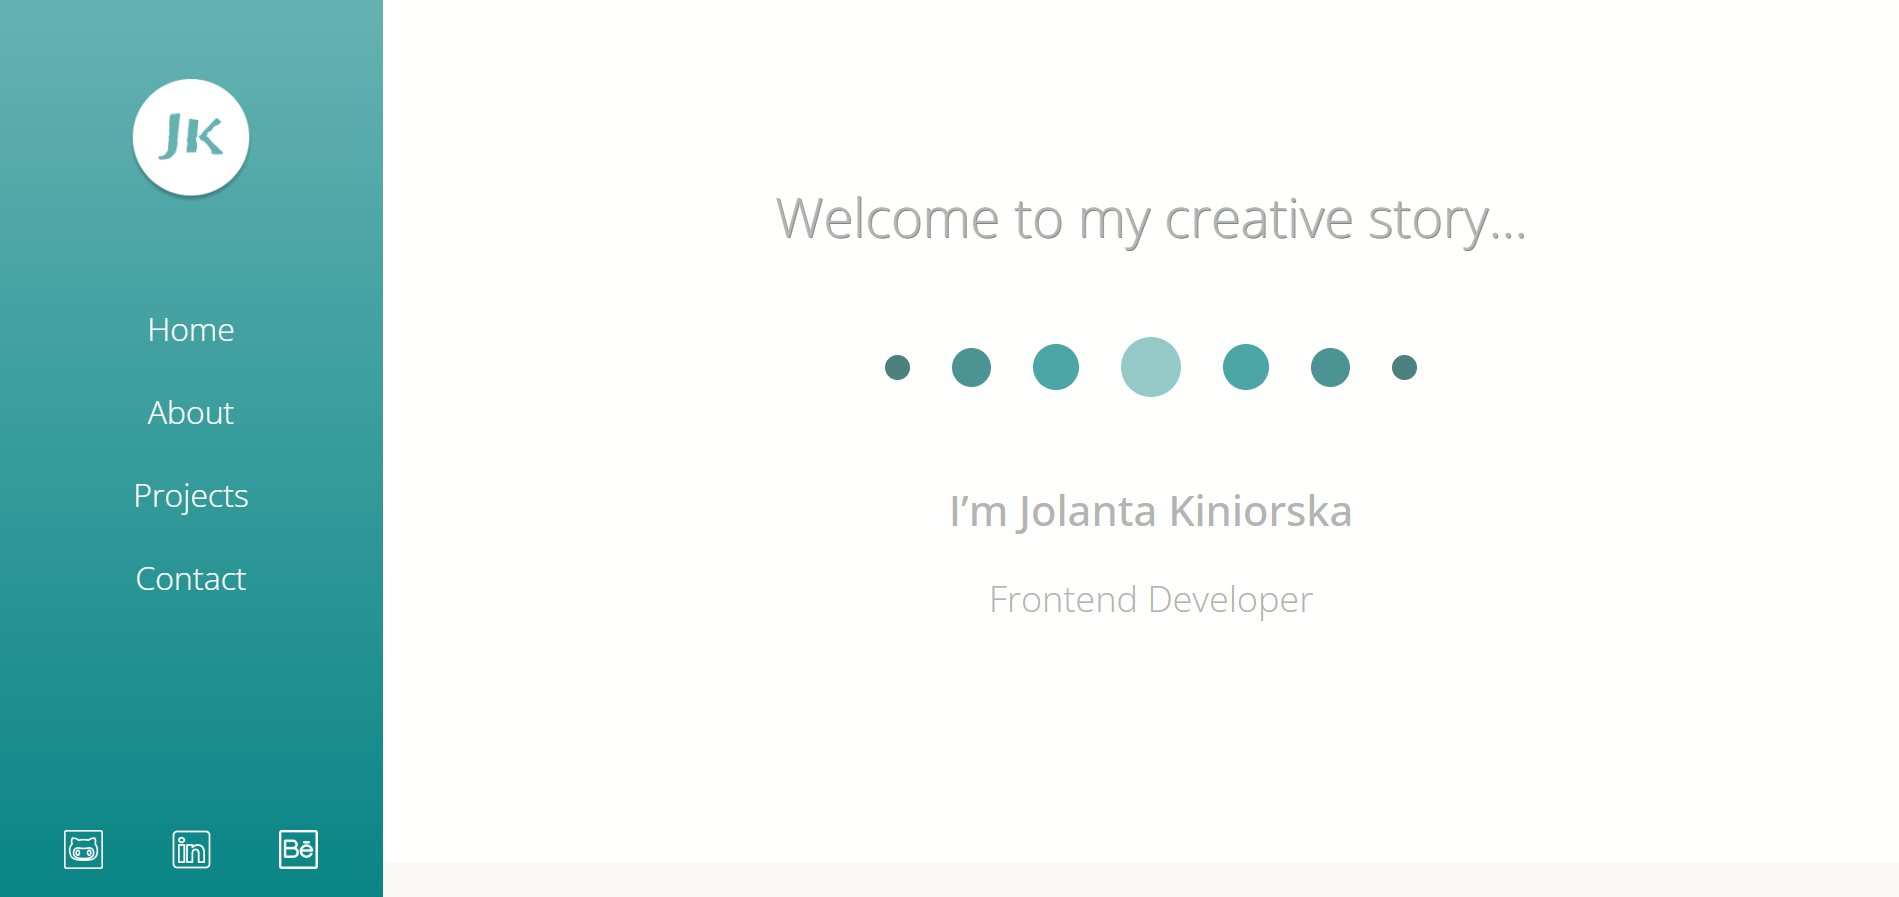 JK
Home
About
Projects
Contact
in
Bē
Welcome to my creative story...
I’m Jolanta Kiniorska
Frontend Developer